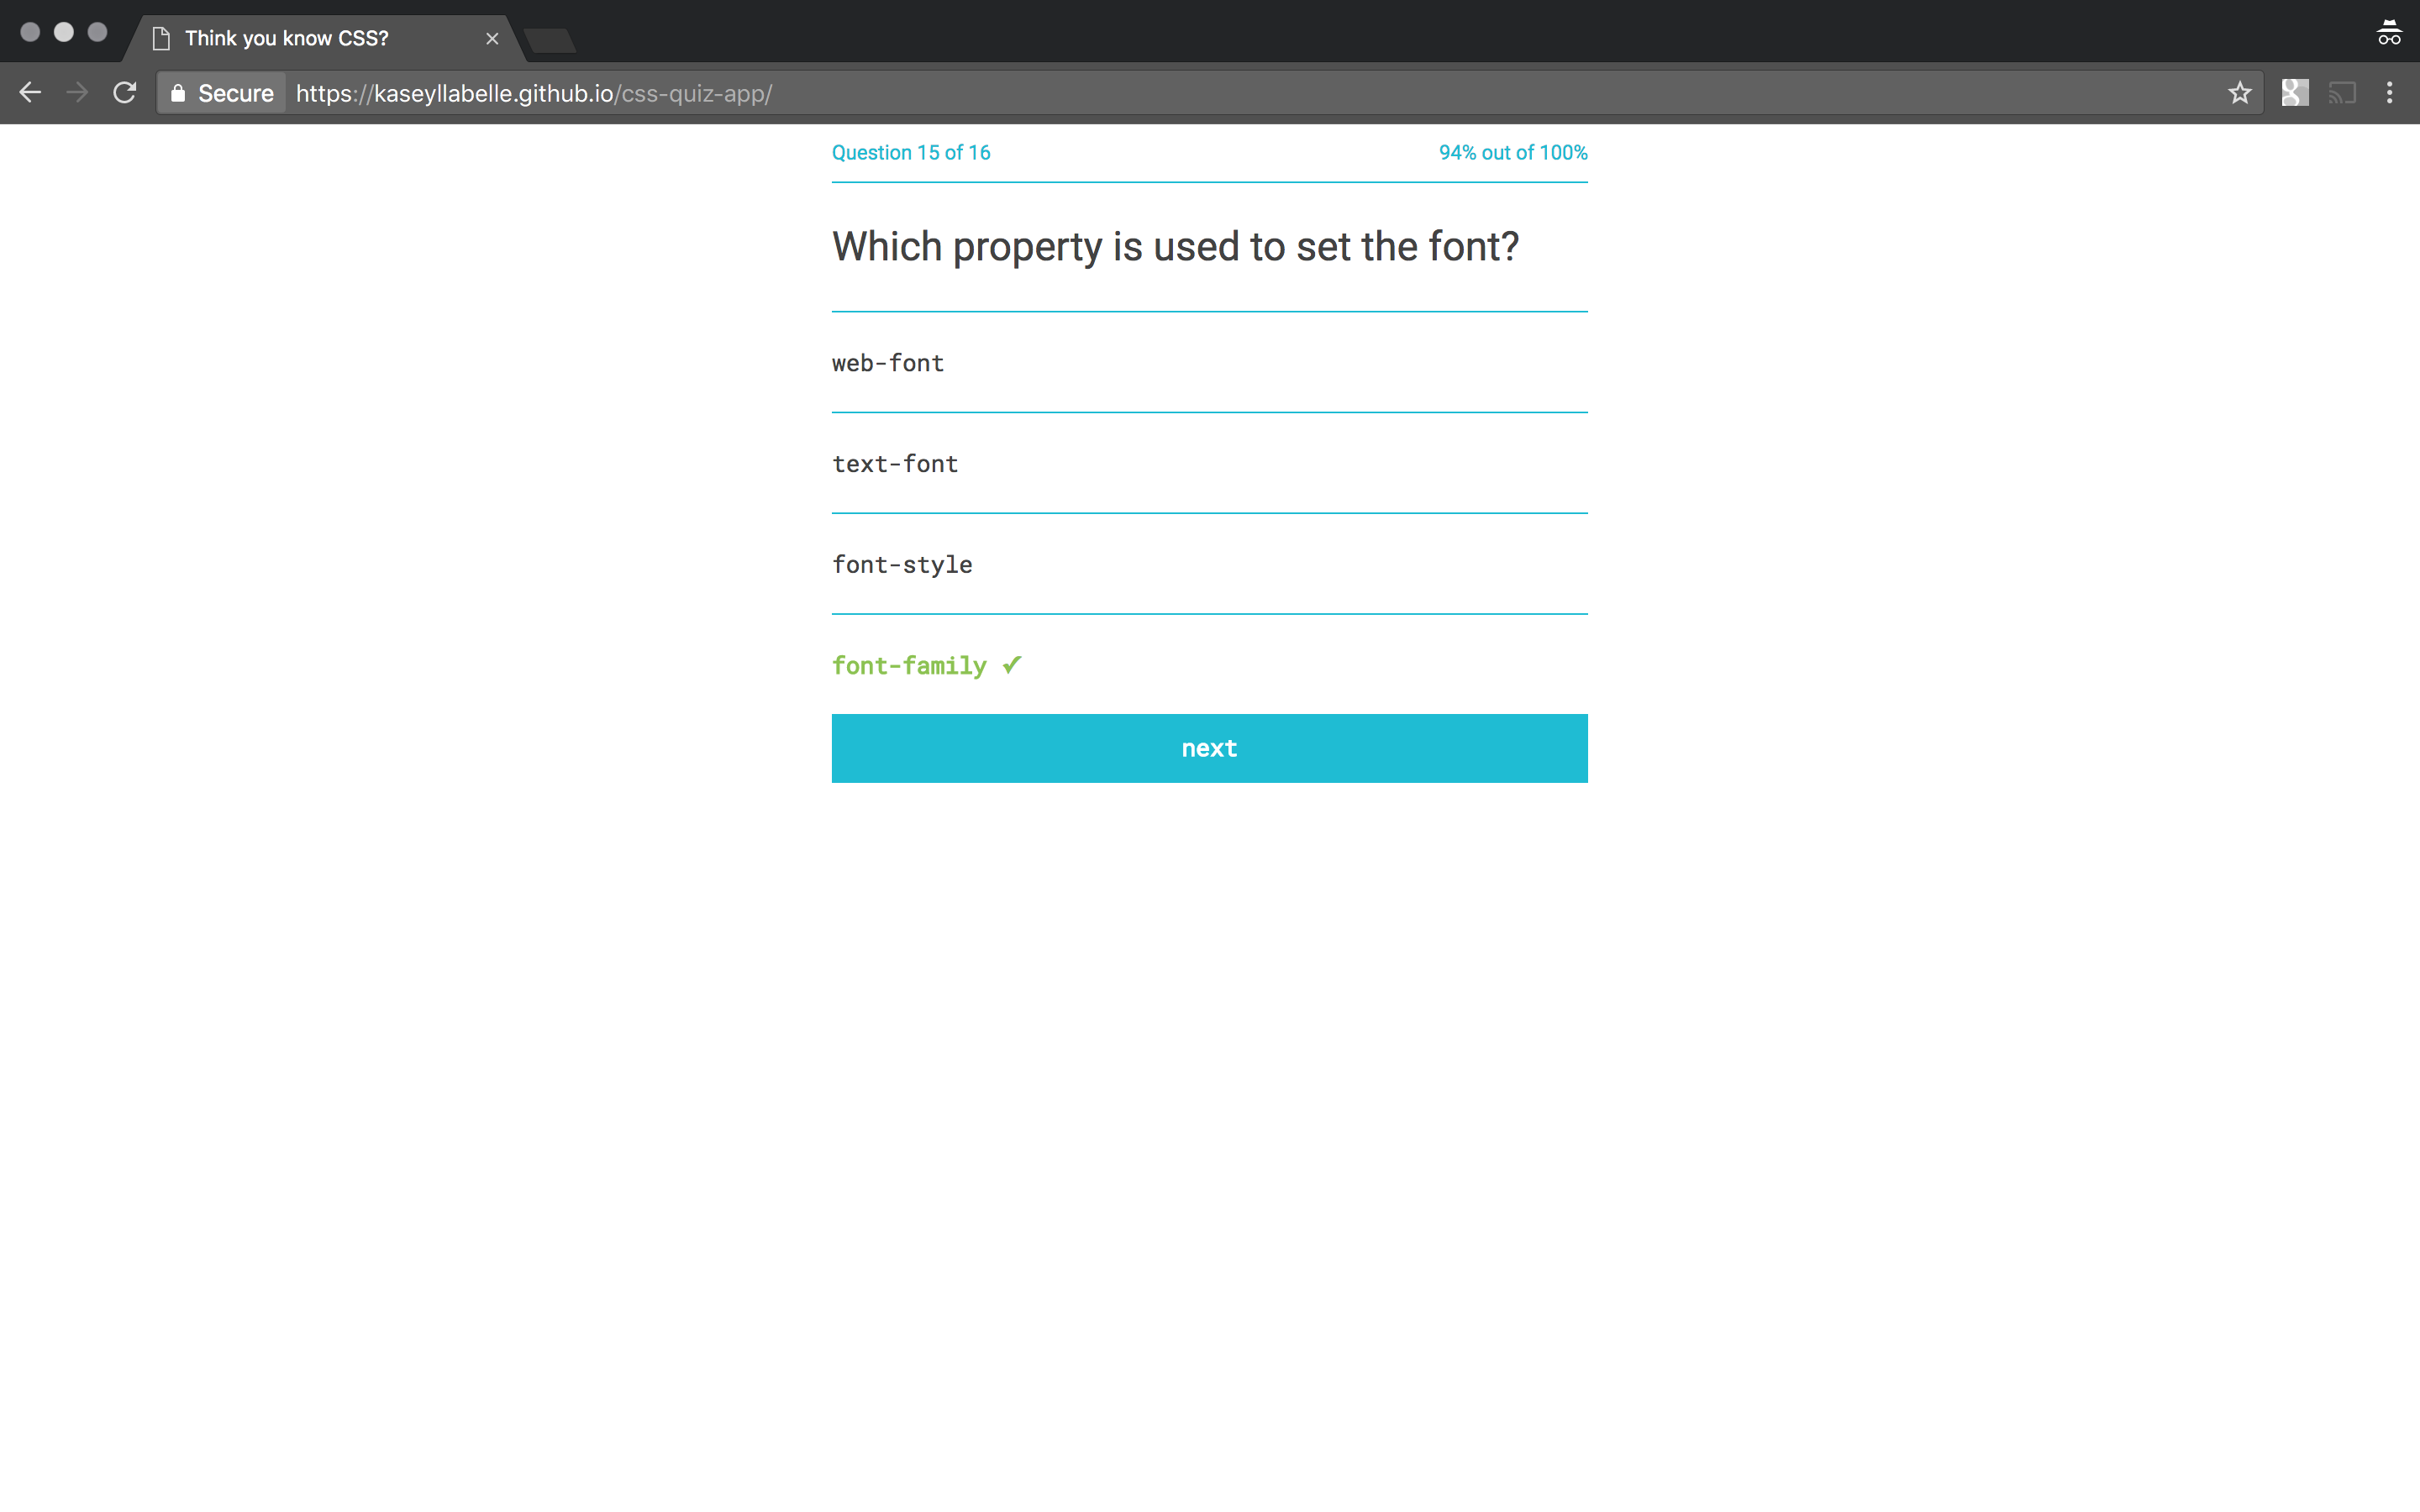 Think you know CSS?
Secure https://kaseyllabelle.github.io/css-quiz-app/
Question 15 of 16 94% out of 100%
Which property is used to set the font?
web-font
text-font
font-style
font-family ✓
next